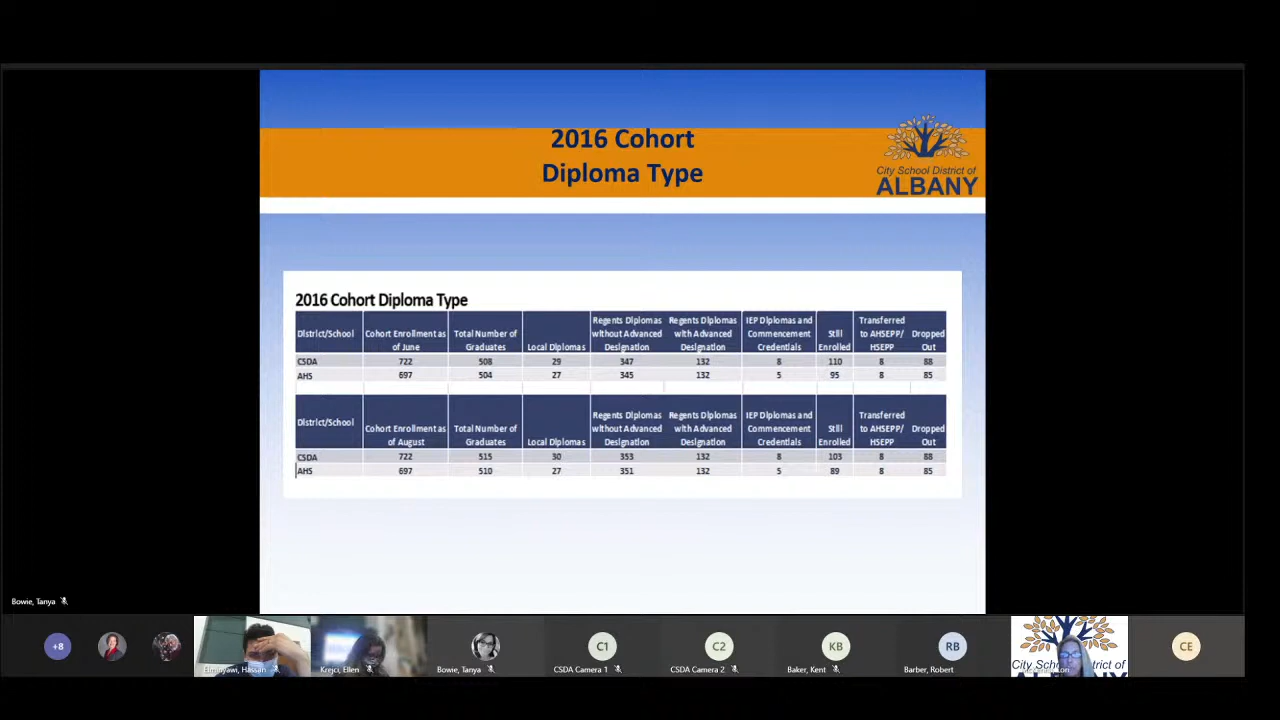 2016 Cohort
Diploma Type
City School District of
ALBANY
2016 Cohort Diploma Type
District/School Cohort Enrollment as of June Total Number of Graduates Local Diplomas Regents Diplomas without Advanced Designation Regents Diplomas with Advanced Designation IEP Diplomas and Commencement Credentials Still Enrolled Transferred to AHSEPP/ HSEPP Dropped Out
CSDA 722 508 29 347 132 8 110 8 88
AHS 697 504 27 345 132 5 95 8 85
District/School Cohort Enrollment as of August Total Number of Graduates Local Diplomas Regents Diplomas without Advanced Designation Regents Diplomas with Advanced Designation IEP Diplomas and Commencement Credentials Still Enrolled Transferred to AHSEPP/ HSEPP Dropped Out
CSDA 722 515 30 353 132 8 103 8 88
AHS 697 510 27 351 132 5 89 8 85
Bowie, Tanya
+8
Hassan
Krejci, Ellen
Bowie, Tanya
C1
CSDA Camera 1
C2
CSDA Camera 2
KB
Baker, Kent
RB
Barber, Robert
City School District of
ALBANY
CE